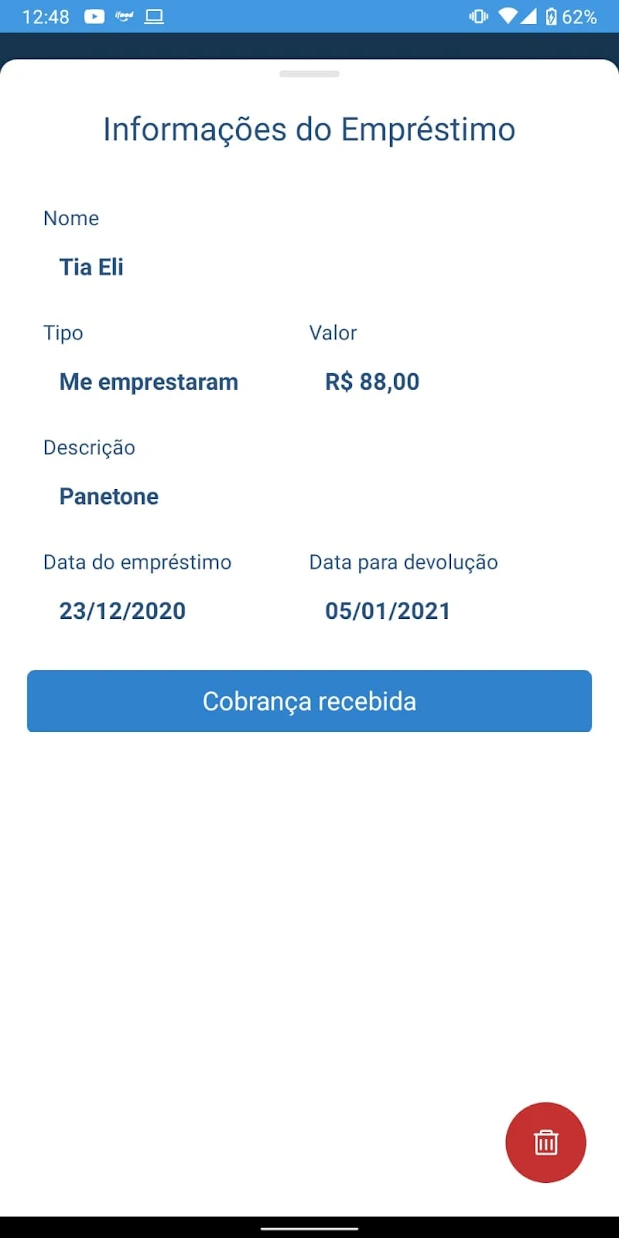 12:48 62%
Informações do Empréstimo
Nome
Tia Eli
Tipo Valor
Me emprestaram R$ 88,00
Descrição
Panetone
Data do empréstimo Data para devolução
23/12/2020 05/01/2021
Cobrança recebida